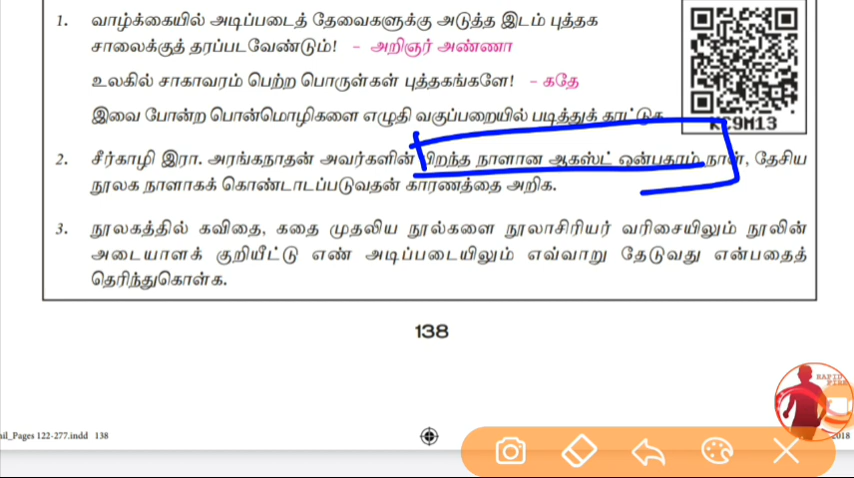 1. வாழ்க்கையில் அடிப்படைத் தேவைகளுக்கு அடுத்த இடம் புத்தக
சாலைக்குத் தரப்படவேண்டும்! - அறிஞர் அண்ணா
உலகில் சாகாவரம் பெற்ற பொருள்கள் புத்தகங்களே! - கதே
இவை போன்ற பொன்மொழிகளை எழுதி வகுப்பறையில் படித்துக் காட்டுக
KC9M13
2. சீர்காழி இரா. அரங்கநாதன் அவர்களின் பிறந்த நாளான ஆகஸ்ட் ஒன்பதாம் நாள், தேசிய
நூலக நாளாகக் கொண்டாடப்படுவதன் காரணத்தை அறிக.
3. நூலகத்தில் கவிதை, கதை முதலிய நூல்களை நூலாசிரியர் வரிசையிலும் நூலின்
அடையாளக் குறியீட்டு எண் அடிப்படையிலும் எவ்வாறு தேடுவது என்பதைத்
தெரிந்துகொள்க.
138
RAPID
il_Pages 122-277.indd 138
2018